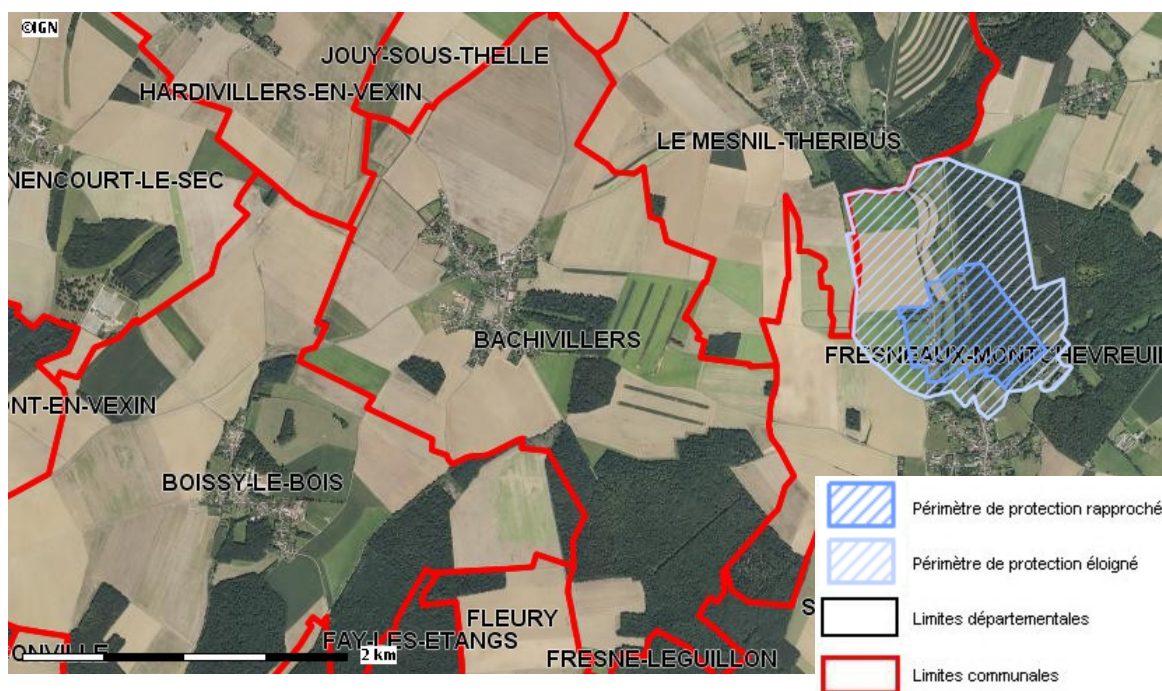 ©IGN
JOUY-SOUS-THELLE
HARDIVILLERS-EN-VEXIN
LE MESNIL-THERIBUS
NENCOURT-LE-SEC
BACHIVILLERS
FRESNEAUX-MONTCHEVREUIL
ONT-EN-VEXIN
BOISSY-LE-BOIS
Périmètre de protection rapproché
Périmètre de protection éloigné
FLEURY
S
Limites départementales
FAY-LES-ETANGS
ONVILLE
2 km
FRESNE-LEGUILLON
Limites communales